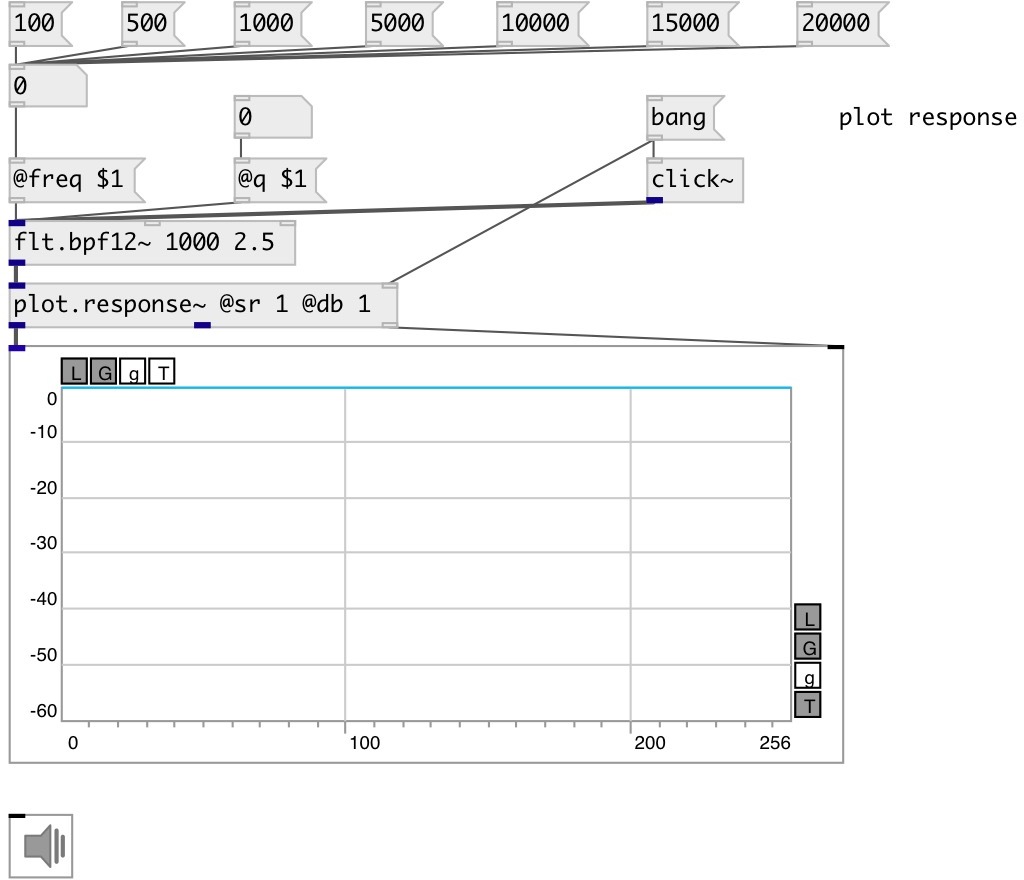 100 500 1000 5000 10000 15000 20000
0
0 bang plot response
@freq $1 @q $1 click~
flt.bpf12~ 1000 2.5
plot.response~ @sr 1 @db 1
L G g T
0
-10
-20
-30
-40
-50
-60
L
G
g
T
0 100 200 256